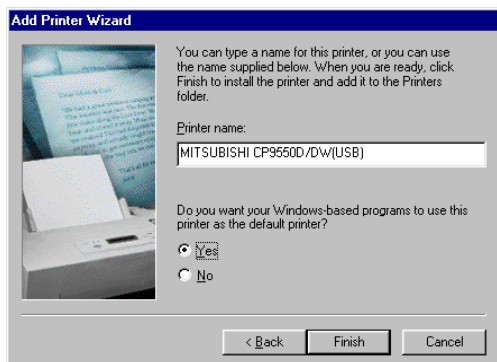 Add Printer Wizard
You can type a name for this printer, or you can use
the name supplied below. When you are ready, click
Finish to install the printer and add it to the Printers
folder.
Printer name:
MITSUBISHI CP9550D/DW(USB)
Do you want your Windows-based programs to use this
printer as the default printer?
Yes
No
< Back
Finish
Cancel